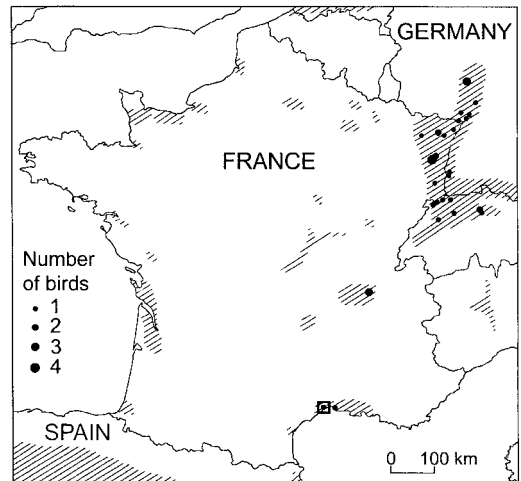 GERMANY
FRANCE
Number
of birds
1
2
3
4
SPAIN
0 100 km